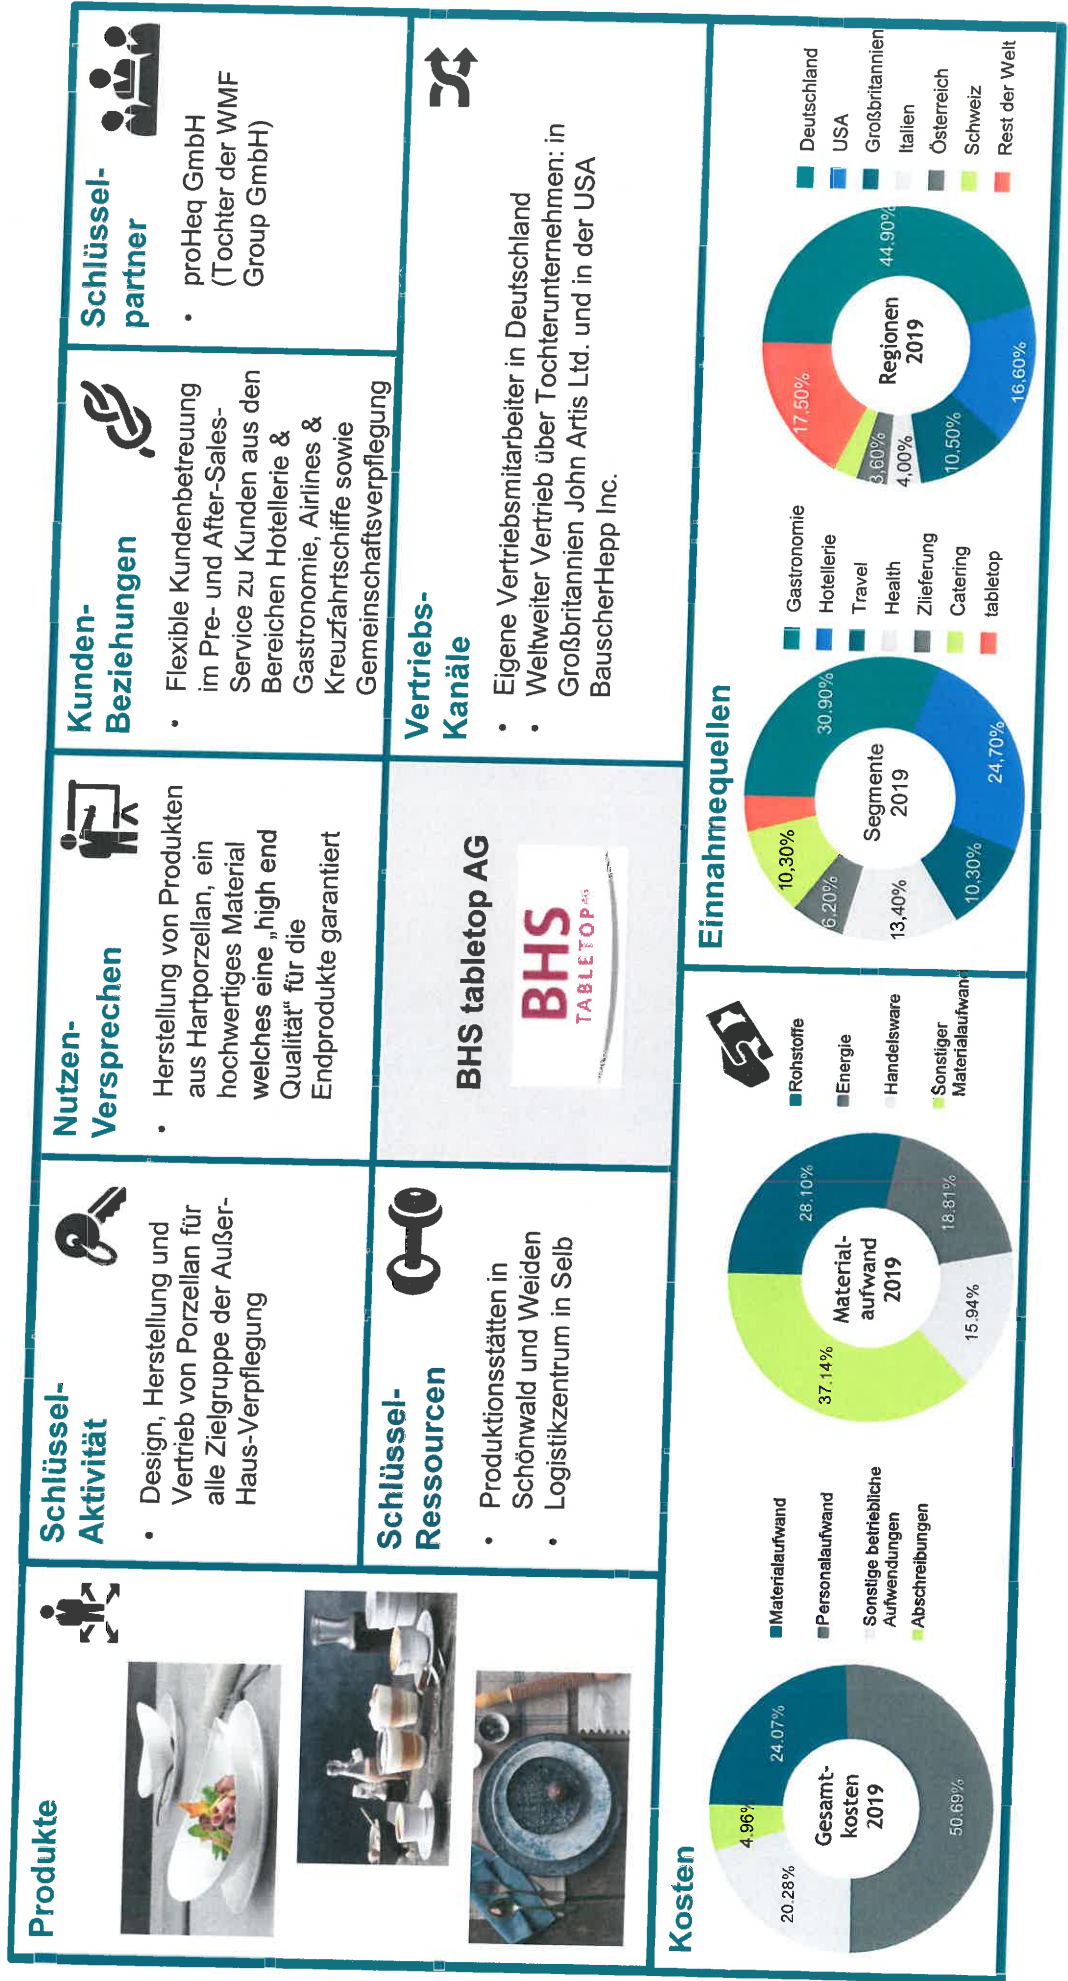 Produkte
Schlüssel-
Aktivität
• Design, Herstellung und
Vertrieb von Porzellan für
alle Zielgruppe der Außer-
Haus-Verpflegung
Schlüssel-
Ressourcen
• Produktionsstätten in
Schönwald und Weiden
• Logistikzentrum in Selb
Nutzen-
Versprechen
• Herstellung von Produkten
aus Hartporzellan, ein
hochwertiges Material
welches eine „high end
Qualität“ für die
Endprodukte garantiert
BHS tabletop AG
BHS
TABLETOP AG
Kunden-
Beziehungen
• Flexible Kundenbetreuung
im Pre- und After-Sales-
Service zu Kunden aus den
Bereichen Hotellerie &
Gastronomie, Airlines &
Kreuzfahrtschiffe sowie
Gemeinschaftsverpflegung
Schlüssel-
partner
• proHeq GmbH
(Tochter der WMF
Group GmbH)
Vertriebs-
Kanäle
• Eigene Vertriebsmitarbeiter in Deutschland
• Weltweiter Vertrieb über Tochterunternehmen: in
Großbritannien John Artis Ltd. und in der USA
BauscherHepp Inc.
Kosten
Gesamt-
kosten
2019
24.07%
50.69%
20.28%
4.96%
Materialaufwand
Personalaufwand
Sonstige betriebliche
Aufwendungen
Abschreibungen
Material-
aufwand
2019
28.10%
18.81%
15.94%
37.14%
Rohstoffe
Energie
Handelsware
Sonstiger
Materialaufwand
Einnahmequellen
Segmente
2019
30.90%
24,70%
10,30%
13,40%
6,20%
10,30%
Gastronomie
Hotellerie
Travel
Health
Zlieferung
Catering
tabletop
Regionen
2019
44.90%
16,60%
10,50%
4,00%
3,60%
17.50%
Deutschland
USA
Großbritannien
Italien
Österreich
Schweiz
Rest der Welt